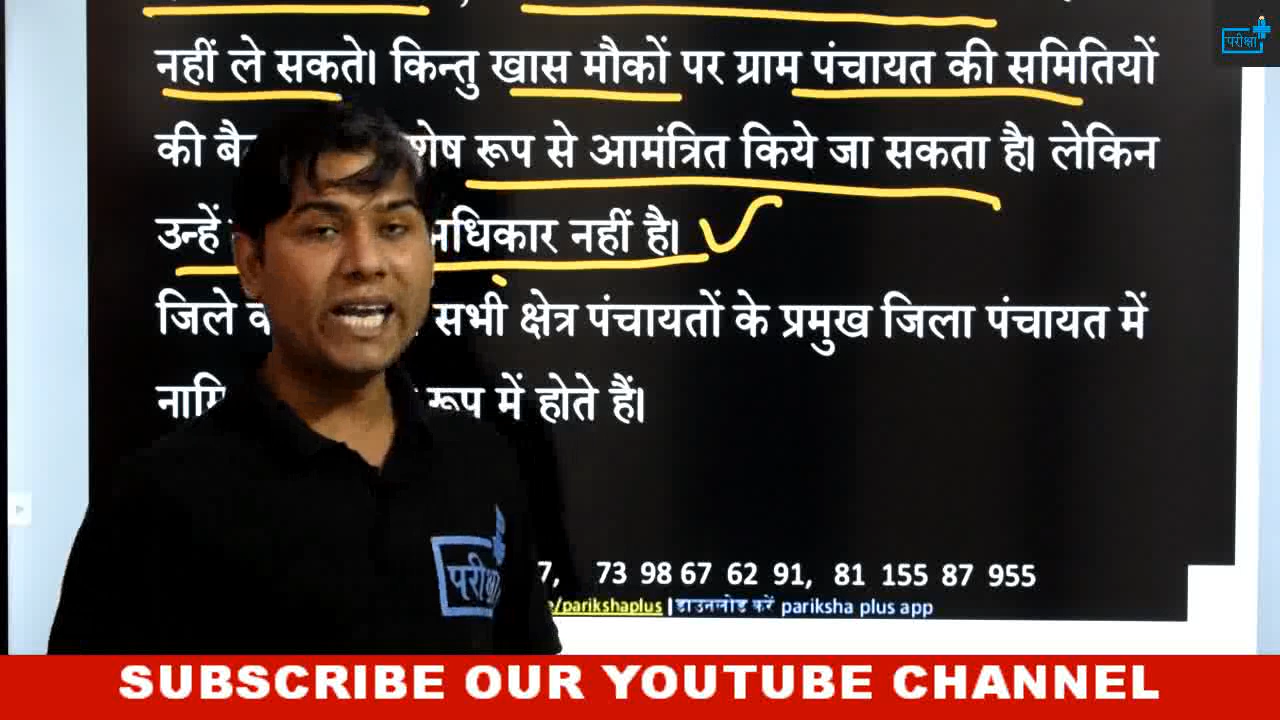 परीक्षा
नहीं ले सकते। किन्तु खास मौकों पर ग्राम पंचायत की समितियों
की रूप से आमंत्रित किये जा सकता है। लेकिन
उन्हें नहीं है।
जिले सभी क्षेत्र पंचायतों के प्रमुख जिला पंचायत में
रूप में होते हैं।
परीक्षा
7, 73 98 67 62 91, 81 155 87 955
e/parikshaplus | डाउनलोड करें pariksha plus app
SUBSCRIBE OUR YOUTUBE CHANNEL